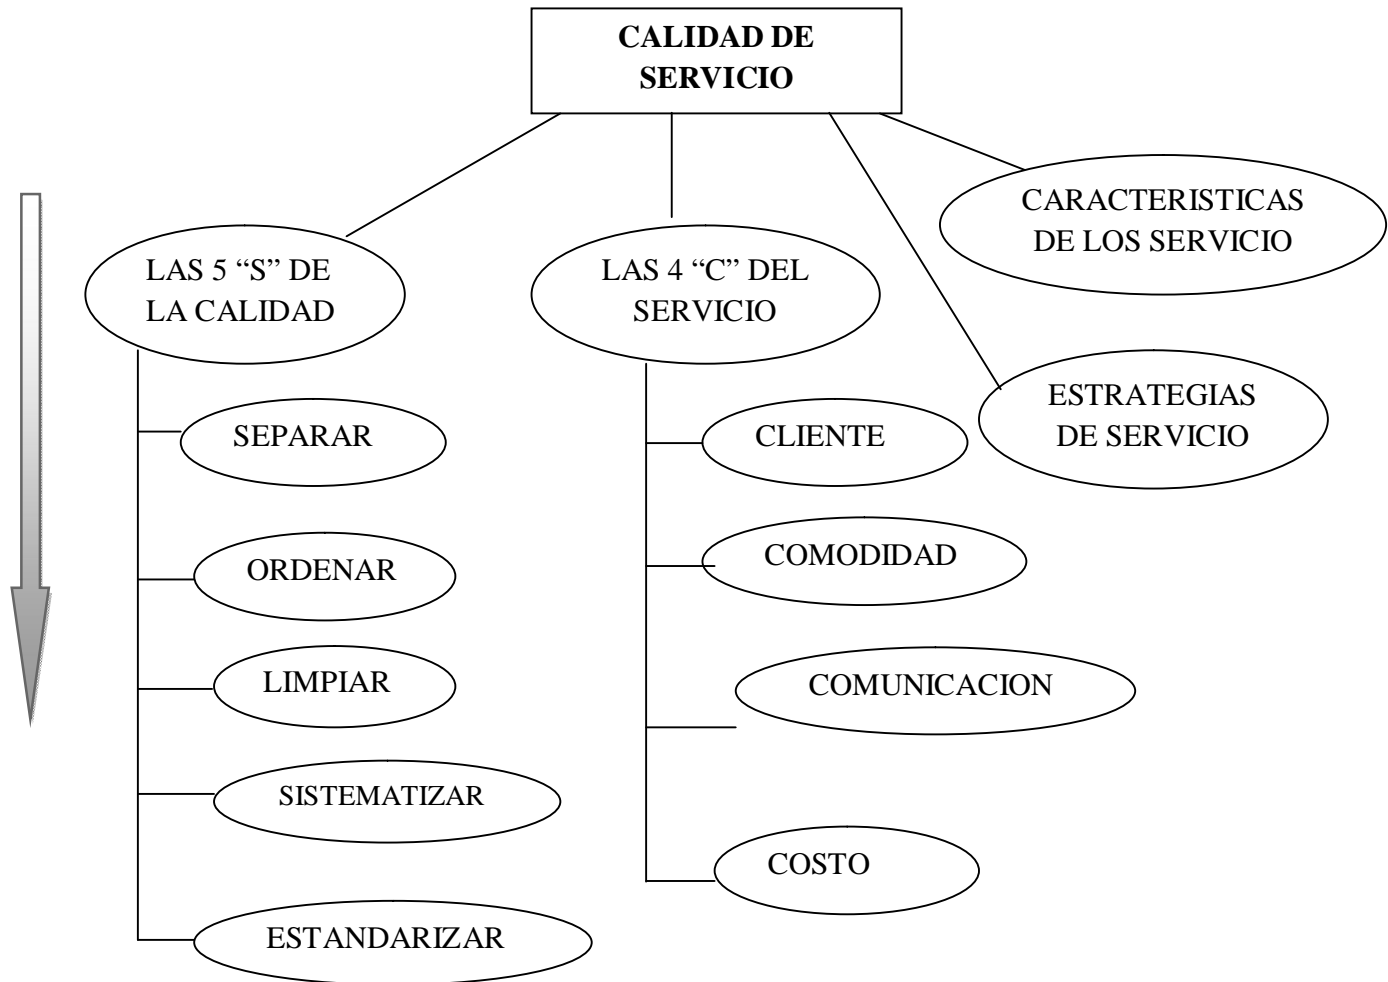 CALIDAD DE
SERVICIO
CARACTERISTICAS
DE LOS SERVICIO
LAS 5 “S” DE
LA CALIDAD
LAS 4 “C” DEL
SERVICIO
ESTRATEGIAS
DE SERVICIO
SEPARAR
ORDENAR
LIMPIAR
SISTEMATIZAR
ESTANDARIZAR
CLIENTE
COMODIDAD
COMUNICACION
COSTO